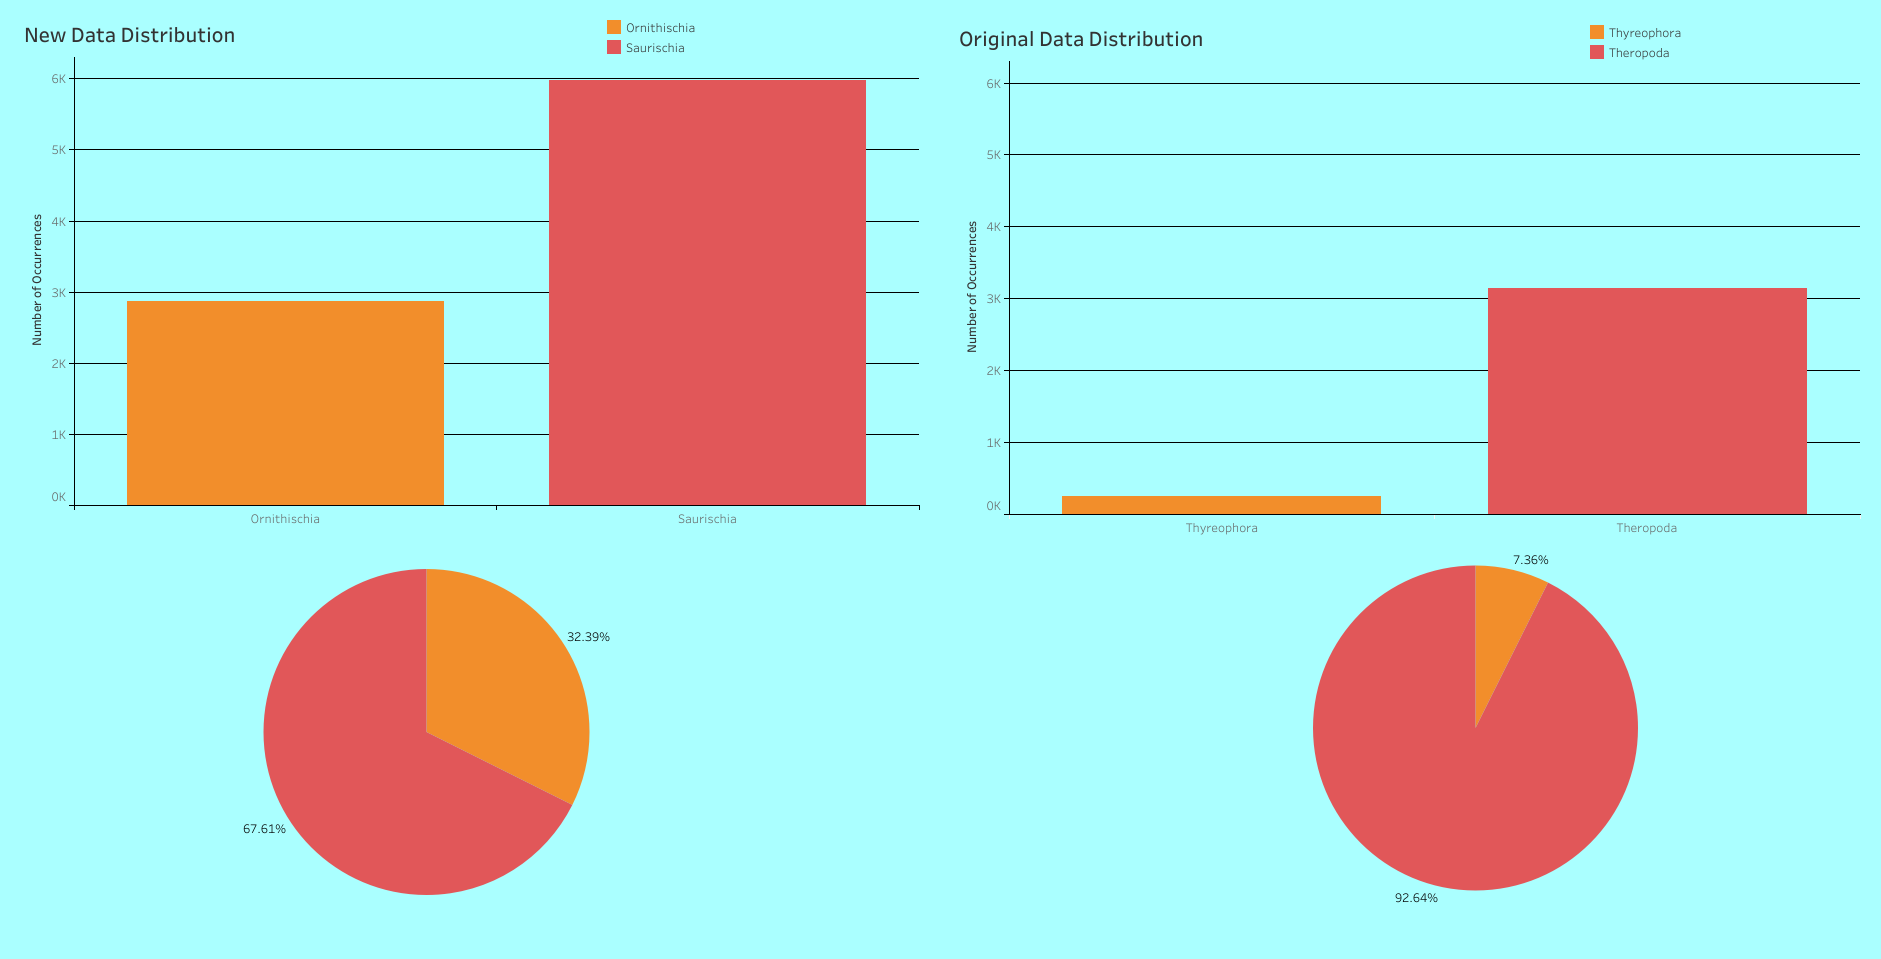 New Data Distribution
Ornithischia
Saurischia
6K
5K
4K
3K
2K
1K
0K
Number of Occurrences
Ornithischia
Saurischia
32.39%
67.61%
Original Data Distribution
Thyreophora
Theropoda
6K
5K
4K
3K
2K
1K
0K
Number of Occurrences
Thyreophora
Theropoda
7.36%
92.64%